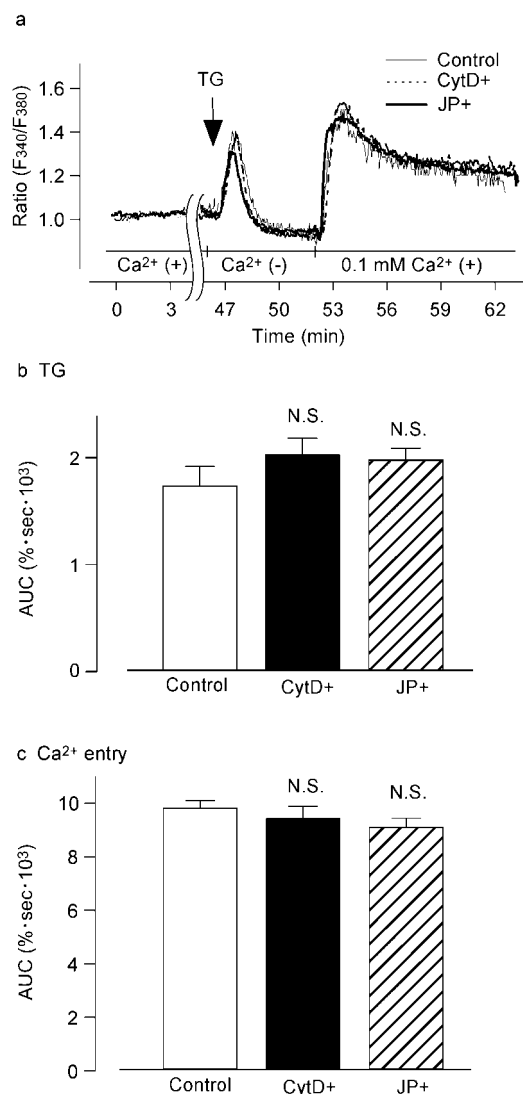 a
TG
Control
CytD+
JP+
Ratio (F340/F380)
1.6
1.4
1.2
1.0
Ca²⁺ (+)
Ca²⁺ (-)
0.1 mM Ca²⁺ (+)
0 3 47 50 53 56 59 62
Time (min)
b TG
AUC (%·sec·10³)
2
1
0
N.S.
N.S.
Control
CytD+
JP+
c Ca²⁺ entry
AUC (%·sec·10³)
10
8
6
4
2
0
N.S.
N.S.
Control
CytD+
JP+